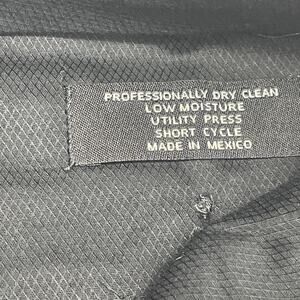 PROFESSIONALLY DRY CLEAN
LOW MOISTURE
UTILITY PRESS
SHORT CYCLE
MADE IN MEXICO